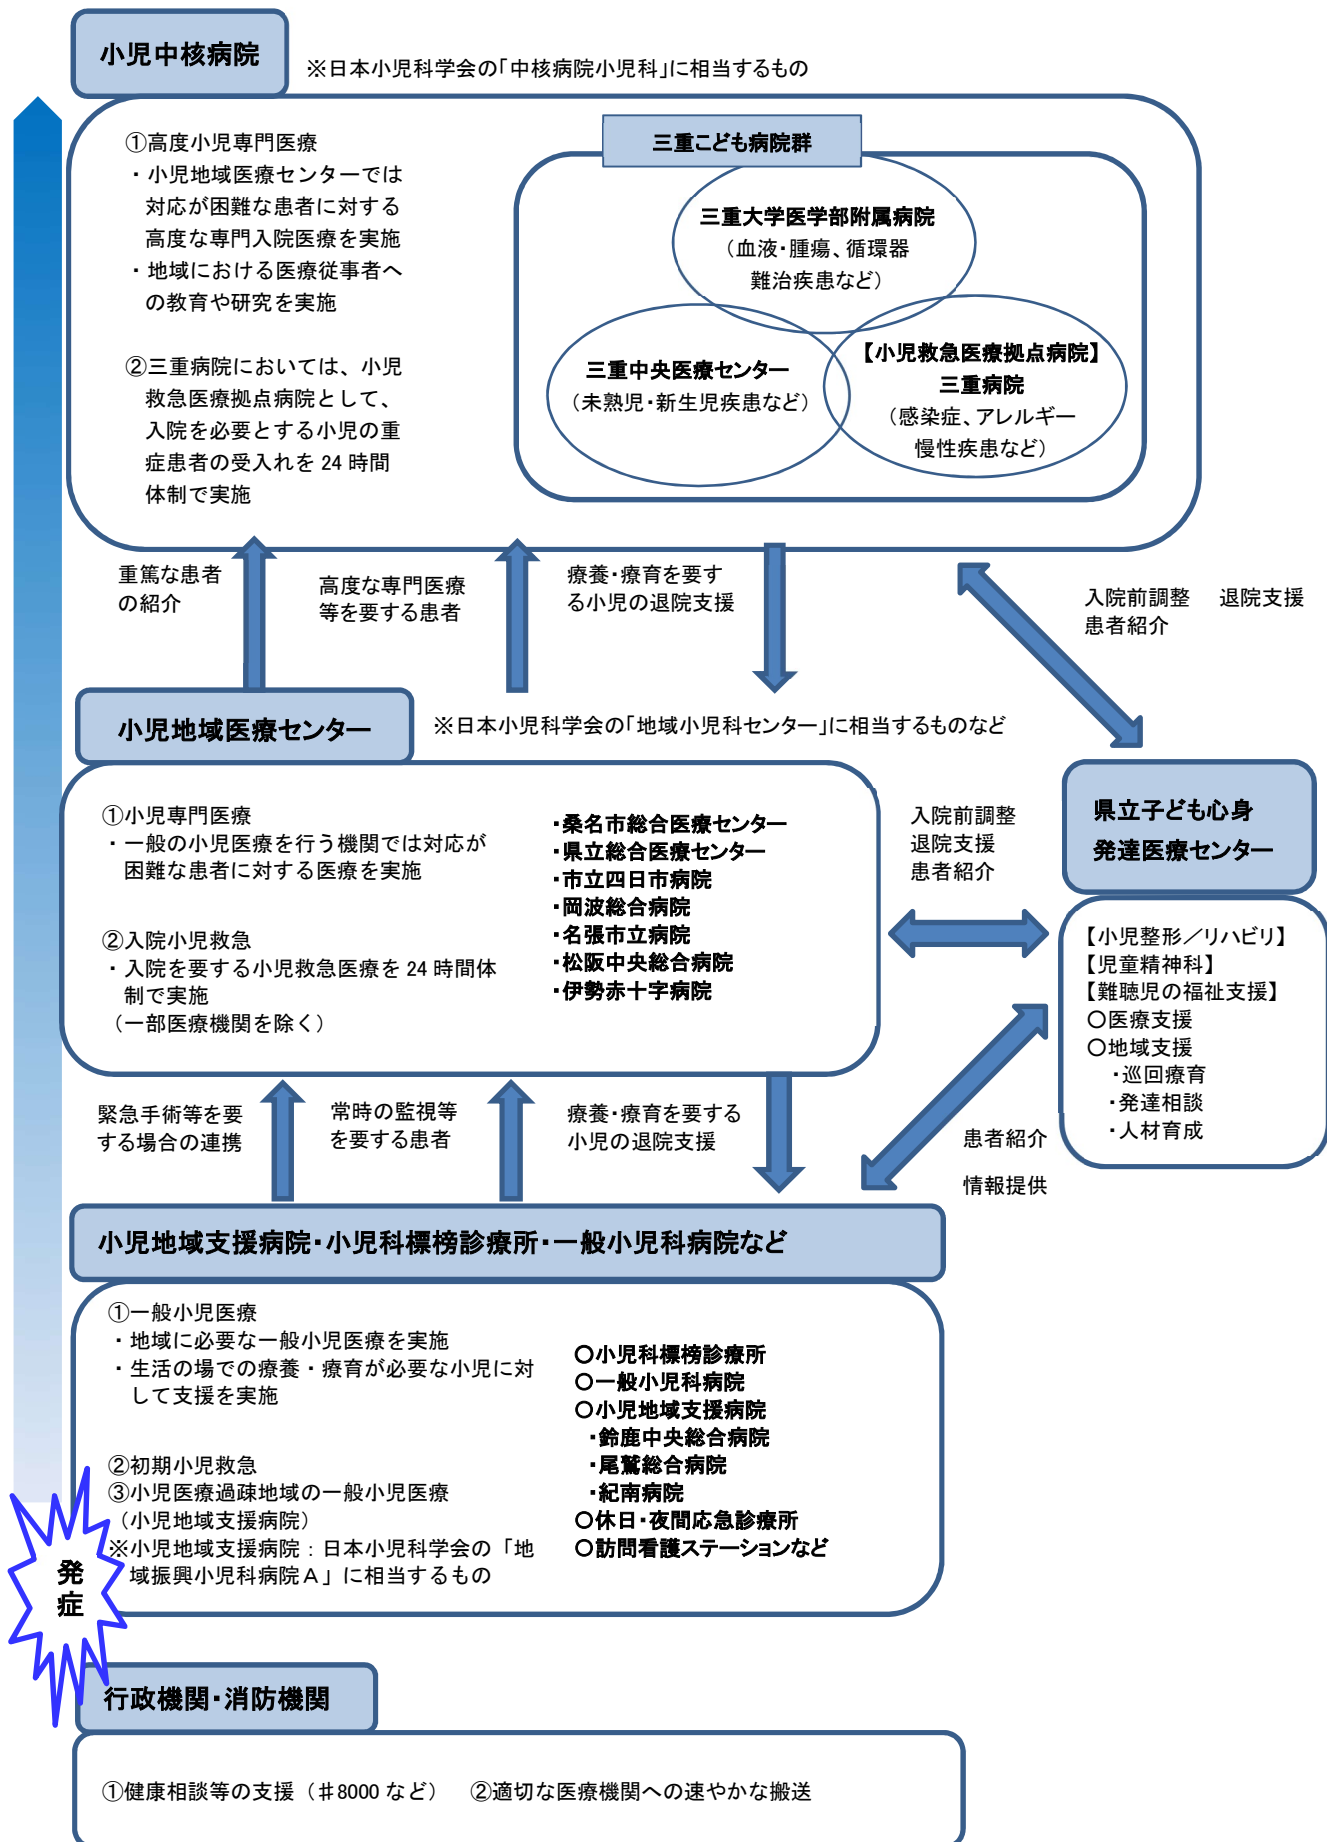 小児中核病院
※日本小児科学会の「中核病院小児科」に相当するもの
①高度小児専門医療
・小児地域医療センターでは
対応が困難な患者に対する
高度な専門入院医療を実施
・地域における医療従事者へ
の教育や研究を実施
②三重病院においては、小児
救急医療拠点病院として、
入院を必要とする小児の重
症患者の受入れを 24 時間
体制で実施
三重こども病院群
三重大学医学部附属病院
（血液・腫瘍、循環器
難治疾患など）
三重中央医療センター
（未熟児・新生児疾患など）
【小児救急医療拠点病院】
三重病院
（感染症、アレルギー
慢性疾患など）
重篤な患者
の紹介
高度な専門医療
等を要する患者
療養・療育を要す
る小児の退院支援
入院前調整　退院支援
患者紹介
小児地域医療センター
※日本小児科学会の「地域小児科センター」に相当するものなど
①小児専門医療
・一般の小児医療を行う機関では対応が
困難な患者に対する医療を実施
②入院小児救急
・入院を要する小児救急医療を 24 時間体
制で実施
（一部医療機関を除く）
・桑名市総合医療センター
・県立総合医療センター
・市立四日市病院
・岡波総合病院
・名張市立病院
・松阪中央総合病院
・伊勢赤十字病院
入院前調整
退院支援
患者紹介
県立子ども心身
発達医療センター
【小児整形／リハビリ】
【児童精神科】
【難聴児の福祉支援】
○医療支援
○地域支援
・巡回療育
・発達相談
・人材育成
緊急手術等を要
する場合の連携
常時の監視等
を要する患者
療養・療育を要する
小児の退院支援
患者紹介
情報提供
小児地域支援病院・小児科標榜診療所・一般小児科病院など
①一般小児医療
・地域に必要な一般小児医療を実施
・生活の場での療養・療育が必要な小児に対
して支援を実施
②初期小児救急
③小児医療過疎地域の一般小児医療
（小児地域支援病院）
※小児地域支援病院：日本小児科学会の「地
域振興小児科病院Ａ」に相当するもの
○小児科標榜診療所
○一般小児科病院
○小児地域支援病院
・鈴鹿中央総合病院
・尾鷲総合病院
・紀南病院
○休日・夜間応急診療所
○訪問看護ステーションなど
発
症
行政機関・消防機関
①健康相談等の支援（＃8000 など）　②適切な医療機関への速やかな搬送